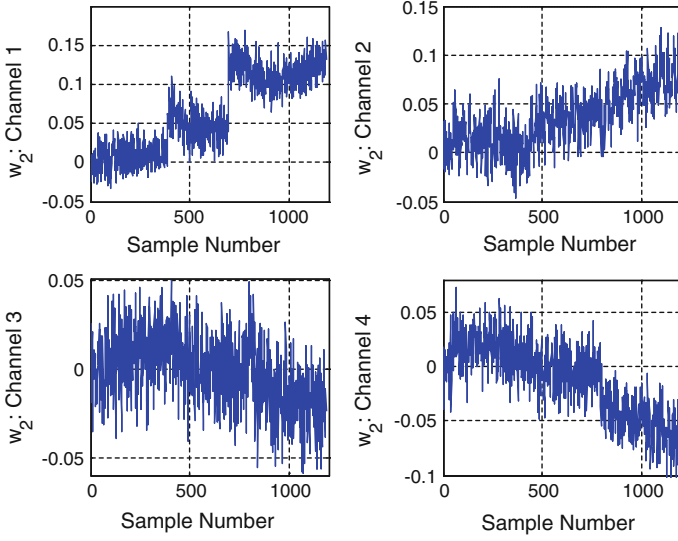 0.15
0.1
0.05
0
-0.05
0 500 1000
w2: Channel 1
Sample Number
0.15
0.1
0.05
0
-0.05
0 500 1000
w2: Channel 2
Sample Number
0.05
0
-0.05
0 500 1000
w2: Channel 3
Sample Number
0.05
0
-0.05
-0.1
0 500 1000
w2: Channel 4
Sample Number